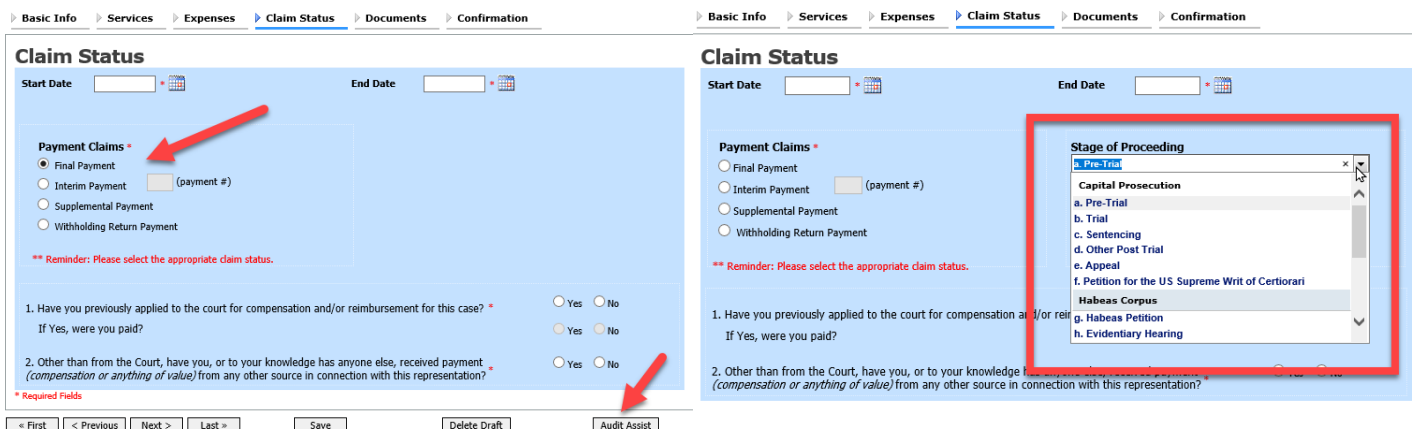 Basic Info Services Expenses Claim Status Documents Confirmation
Claim Status
Start Date * End Date *
Payment Claims *
Final Payment
Interim Payment (payment #)
Supplemental Payment
Withholding Return Payment
** Reminder: Please select the appropriate claim status.
1. Have you previously applied to the court for compensation and/or reimbursement for this case? * Yes No
If Yes, were you paid? Yes No
2. Other than from the Court, have you, or to your knowledge has anyone else, received payment
(compensation or anything of value) from any other source in connection with this representation? * Yes No
* Required Fields
« First < Previous Next > Last » Save Delete Draft Audit Assist
Basic Info Services Expenses Claim Status Documents Confirmation
Claim Status
Start Date * End Date *
Payment Claims *
Final Payment
Interim Payment (payment #)
Supplemental Payment
Withholding Return Payment
** Reminder: Please select the appropriate claim status.
Stage of Proceeding
a. Pre-Trial ×
Capital Prosecution
a. Pre-Trial
b. Trial
c. Sentencing
d. Other Post Trial
e. Appeal
f. Petition for the US Supreme Writ of Certiorari
Habeas Corpus
g. Habeas Petition
h. Evidentiary Hearing
1. Have you previously applied to the court for compensation and/or
If Yes, were you paid?
2. Other than from the Court, have you, or to your knowledge
(compensation or anything of value) from any other source in connection with this representation? *